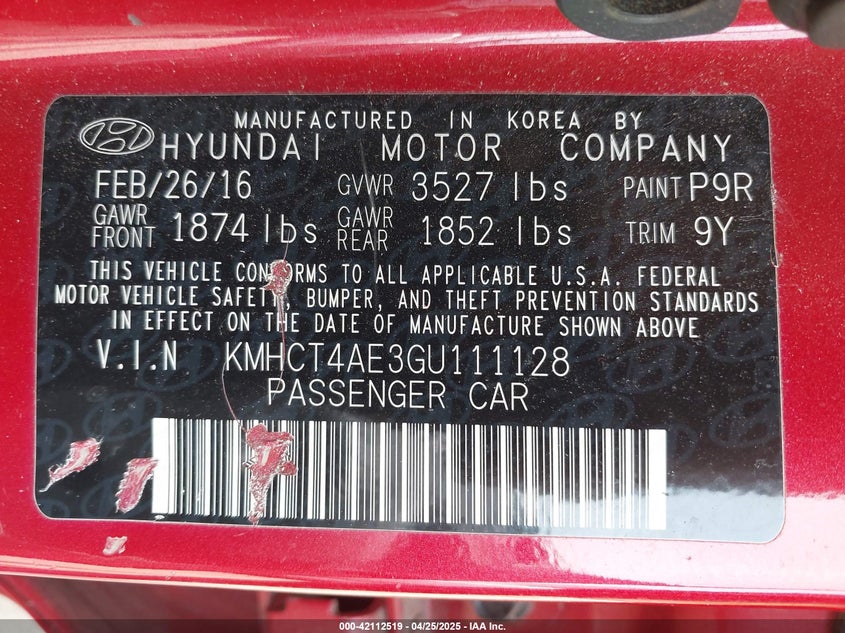 MANUFACTURED IN KOREA BY
HYUNDAI MOTOR COMPANY
FEB/26/16 GVWR 3527 lbs PAINT P9R
GAWR FRONT 1874 lbs GAWR REAR 1852 lbs TRIM 9Y
THIS VEHICLE CONFORMS TO ALL APPLICABLE U.S.A. FEDERAL
MOTOR VEHICLE SAFETY, BUMPER, AND THEFT PREVENTION STANDARDS
IN EFFECT ON THE DATE OF MANUFACTURE SHOWN ABOVE
V.I.N KMHCT4AE3GU111128
PASSENGER CAR
000-42112519 - 04/25/2025 - IAA Inc.